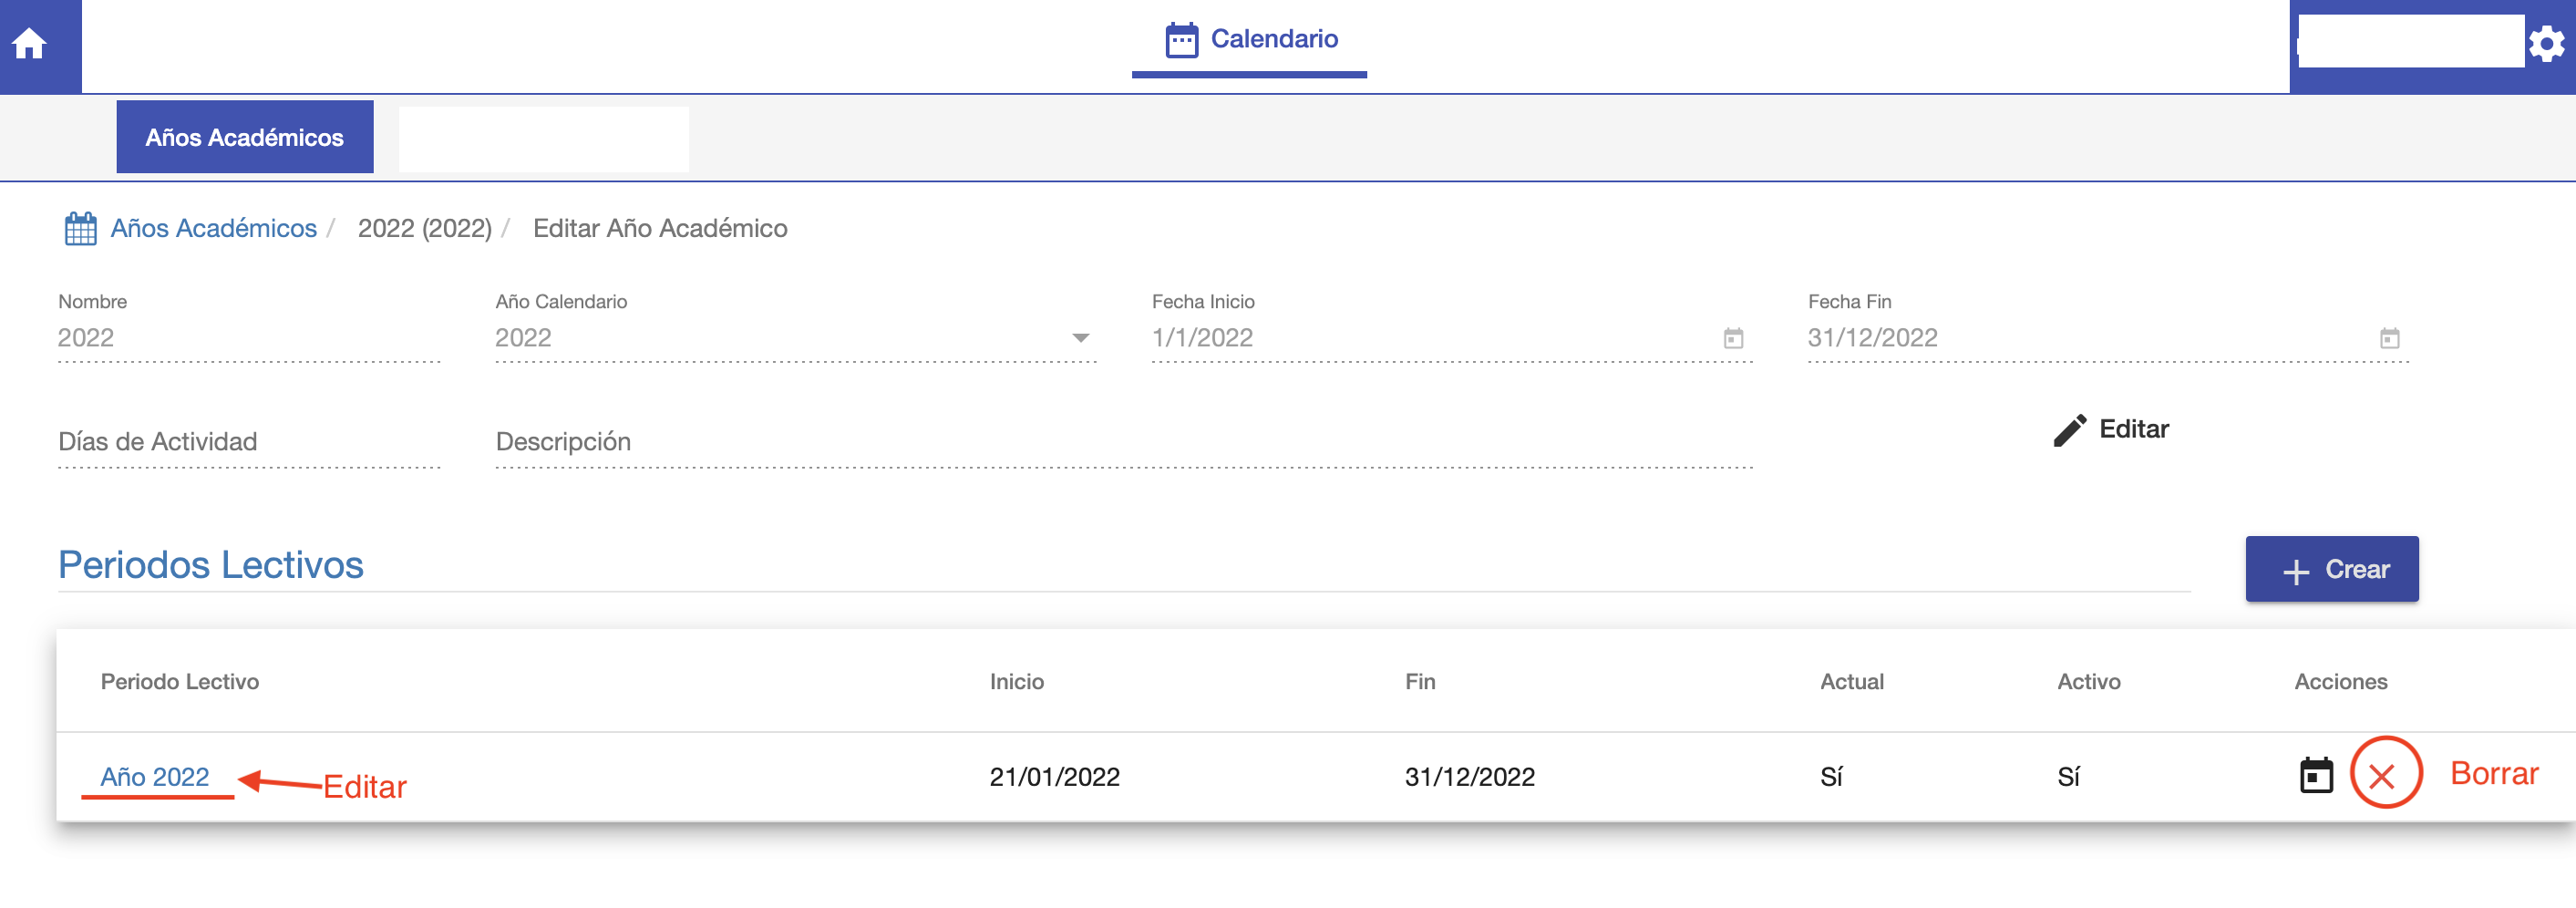 Calendario
Años Académicos
Años Académicos / 2022 (2022) / Editar Año Académico
Nombre Año Calendario Fecha Inicio Fecha Fin
2022 2022 1/1/2022 31/12/2022
Días de Actividad Descripción Editar
Periodos Lectivos + Crear
Periodo Lectivo Inicio Fin Actual Activo Acciones
Año 2022 Editar 21/01/2022 31/12/2022 Sí Sí Borrar